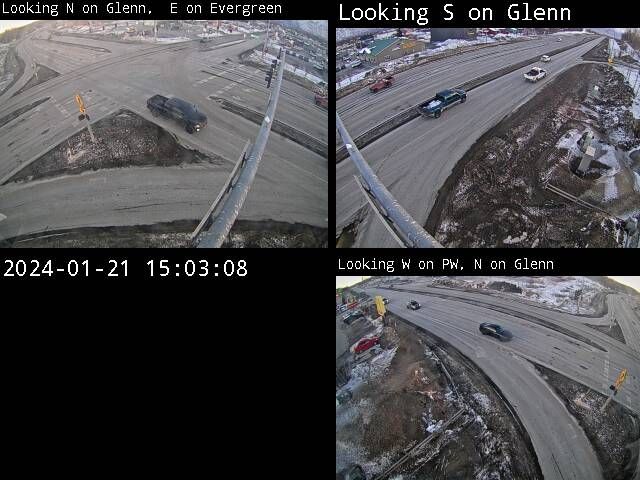 Looking N on Glenn, E on Evergreen
Looking S on Glenn
2024-01-21 15:03:08
Looking W on PW, N on Glenn